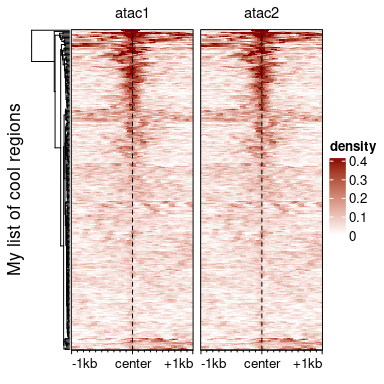 atac1 atac2
My list of cool regions
density
0.4
0.3
0.2
0.1
0
-1kb center +1kb -1kb center +1kb